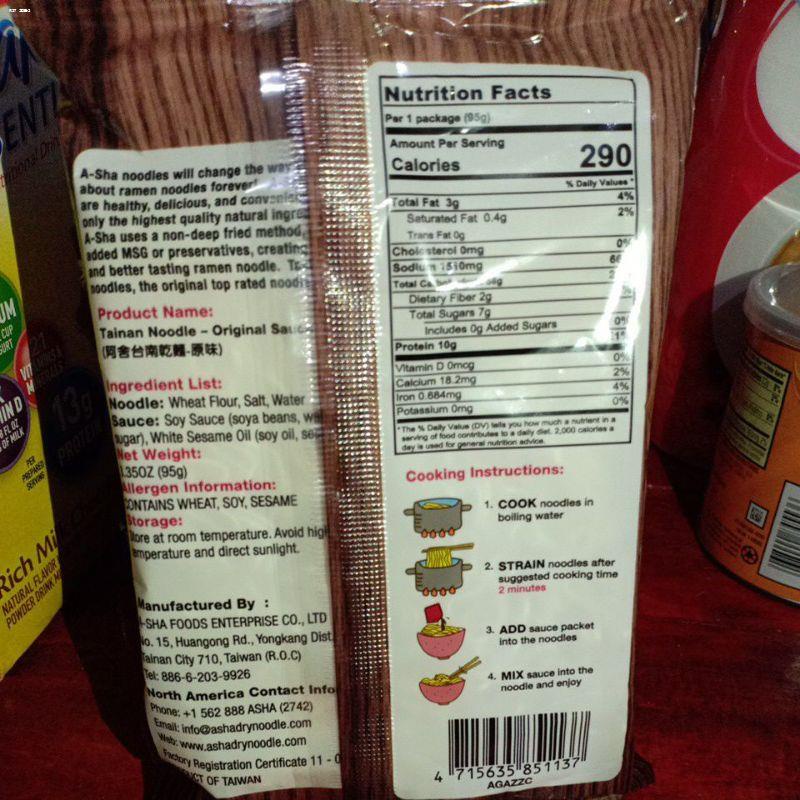 A-Sha noodles will change the way
about ramen noodles forever!
are healthy, delicious, and
only the highest quality natural
A-Sha uses a non-deep fried method,
added MSG or preservatives, creating
and better tasting ramen noodle.
noodles, the original top rated
Product Name:
Tainan Noodle – Original
(阿舍台南乾麵-原味)
Ingredient List:
Noodle: Wheat Flour, Salt, Water
Sauce: Soy Sauce (soya beans,
sugar), White Sesame Oil (soy oil,
Net Weight:
3.35OZ (95g)
Allergen Information:
CONTAINS WHEAT, SOY, SESAME
Storage:
Store at room temperature. Avoid
temperature and direct sunlight.
Manufactured By :
A-SHA FOODS ENTERPRISE CO., LTD
No. 15, Huangong Rd., Yongkang Dist.
Tainan City 710, Taiwan (R.O.C)
Tel: 886-6-203-9926
North America Contact Info
Phone: +1 562 888 ASHA (2742)
Email: info@ashadrynoodle.com
Web: www.ashadrynoodle.com
Factory Registration Certificate 11 - 0
PRODUCT OF TAIWAN
Nutrition Facts
Per 1 package (95g)
Amount Per Serving
Calories 290
% Daily Values *
Total Fat 3g 4%
Saturated Fat 0.4g 2%
Trans Fat 0g
Cholesterol 0mg 0%
Sodium 1510mg
Total
Dietary Fiber 2g
Total Sugars 7g
Includes 0g Added Sugars 0%
Protein 10g
Vitamin D 0mcg 0%
Calcium 18.2mg 2%
Iron 0.684mg 4%
Potassium 0mg 0%
*The % Daily Value (DV) tells you how much a nutrient in a
serving of food contributes to a daily diet. 2,000 calories a
day is used for general nutrition advice.
Cooking Instructions:
1. COOK noodles in
boiling water
2. STRAIN noodles after
suggested cooking time
2 minutes
3. ADD sauce packet
into the noodles
4. MIX sauce into the
noodle and enjoy
4 715635 851137
AGAZZC
13g
PREPARED
SERVING
Rich
NATURAL FLAVOR
POWDER DRINK